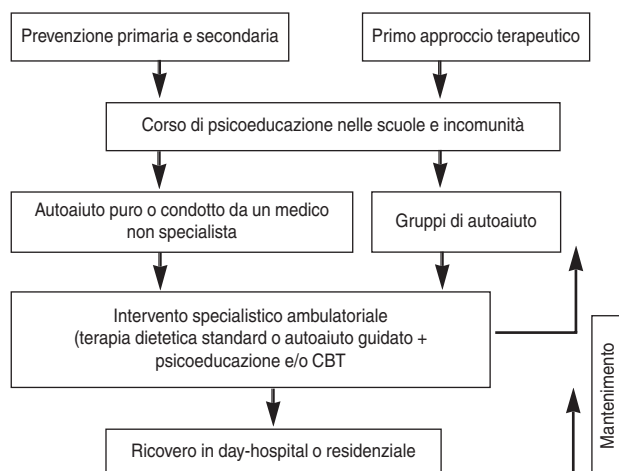 Prevenzione primaria e secondaria
Primo approccio terapeutico
Corso di psicoeducazione nelle scuole e incomunità
Autoaiuto puro o condotto da un medico
non specialista
Gruppi di autoaiuto
Intervento specialistico ambulatoriale
(terapia dietetica standard o autoaiuto guidato +
psicoeducazione e/o CBT
Mantenimento
Ricovero in day-hospital o residenziale